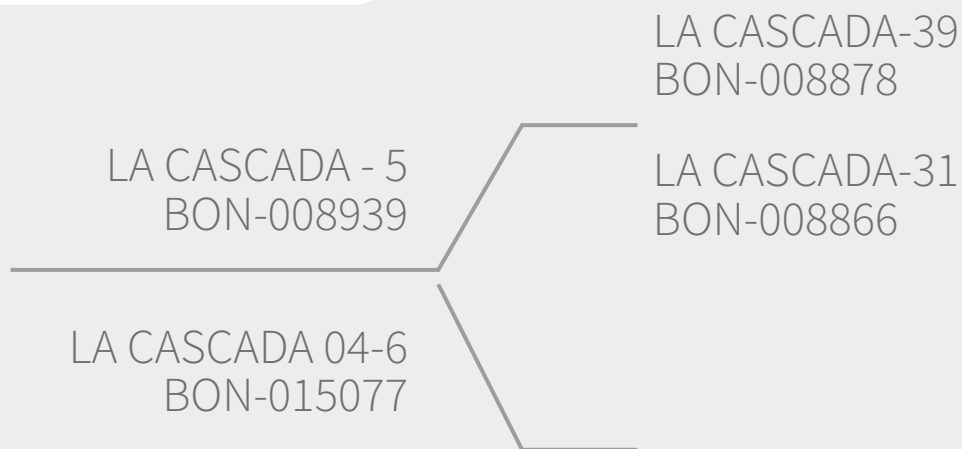 LA CASCADA-39
BON-008878
LA CASCADA - 5
BON-008939
LA CASCADA-31
BON-008866
LA CASCADA 04-6
BON-015077